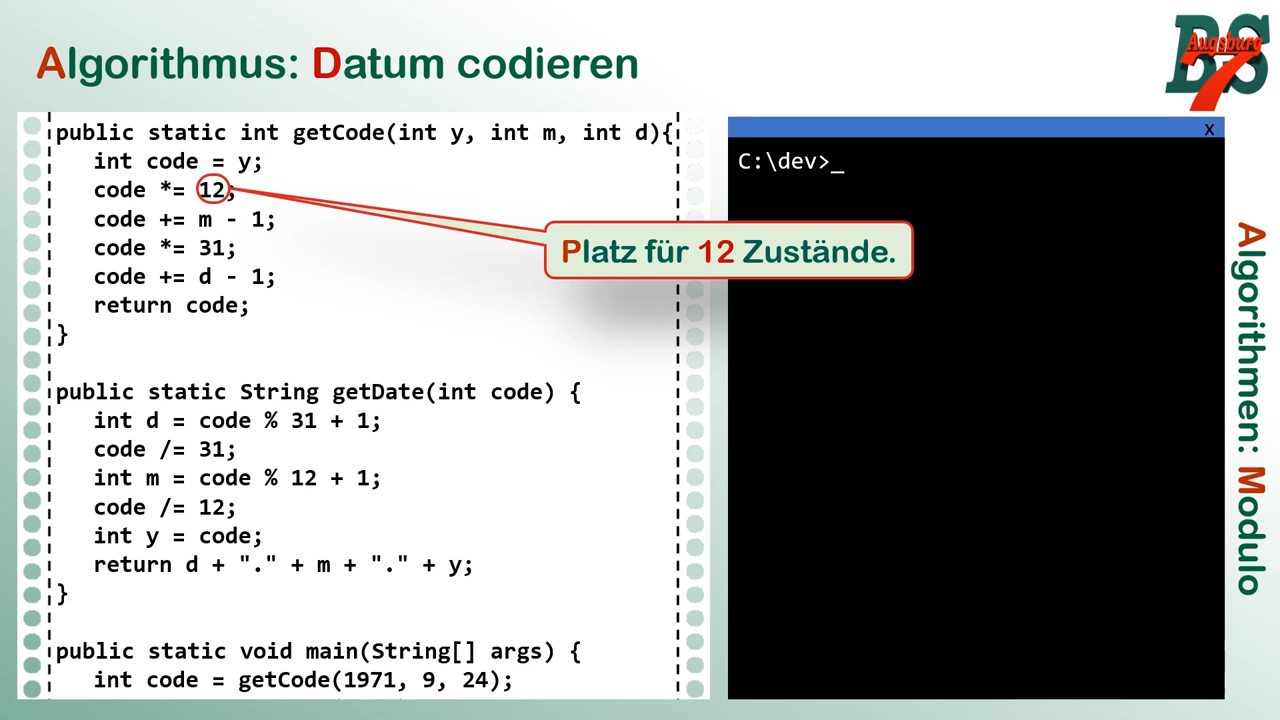 Algorithmus: Datum codieren
BS
Augsburg
7
public static int getCode(int y, int m, int d){
int code = y;
code *= 12;
code += m - 1;
code *= 31;
code += d - 1;
return code;
}
public static String getDate(int code) {
int d = code % 31 + 1;
code /= 31;
int m = code % 12 + 1;
code /= 12;
int y = code;
return d + "." + m + "." + y;
}
public static void main(String[] args) {
int code = getCode(1971, 9, 24);
Platz für 12 Zustände.
x
C:\dev>_
Algorithmen: Modulo